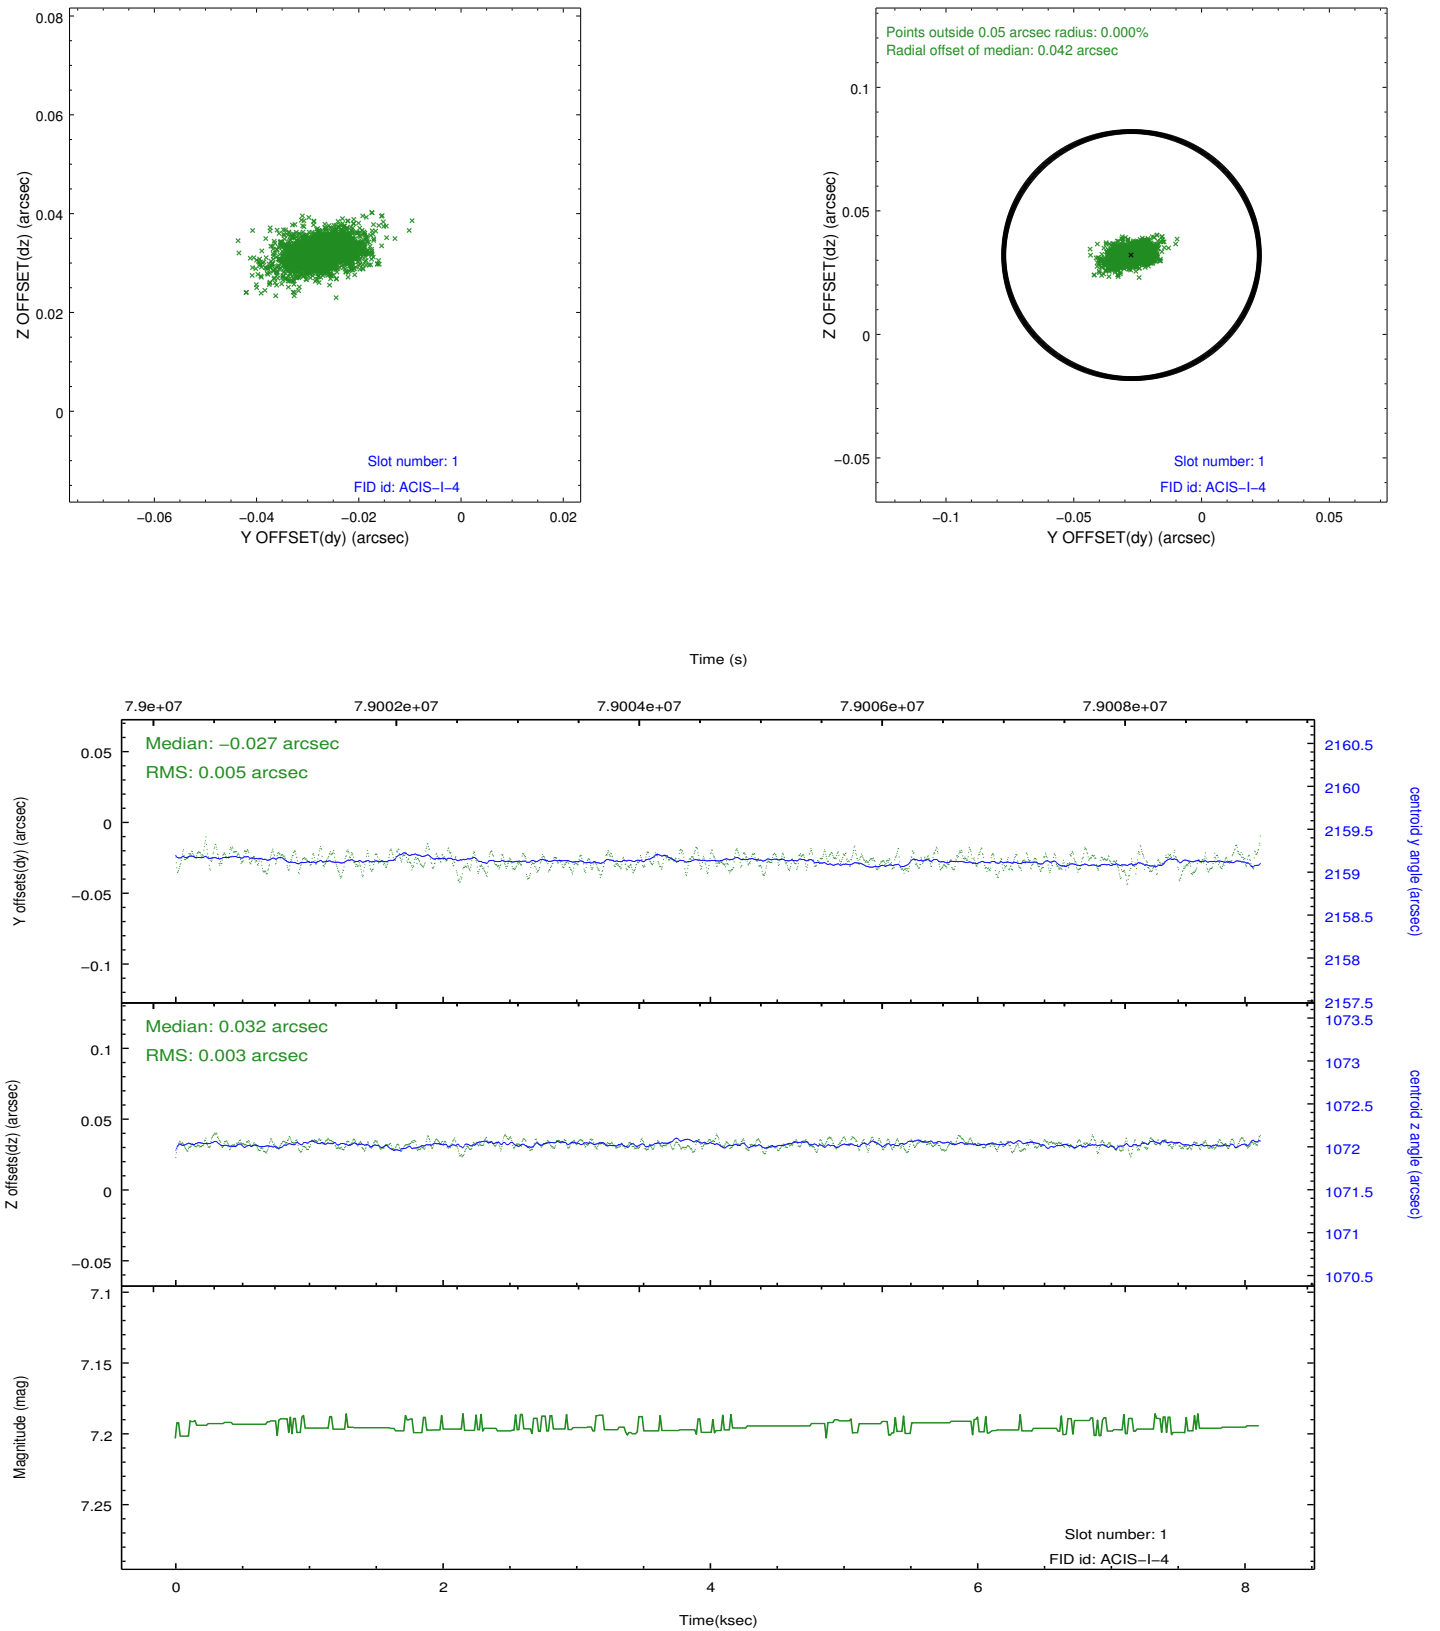 0.08
0.06
0.04
0.02
0
Z OFFSET(dz) (arcsec)
Slot number: 1
FID id: ACIS−I−4
−0.06 −0.04 −0.02 0 0.02
Y OFFSET(dy) (arcsec)
Points outside 0.05 arcsec radius: 0.000%
Radial offset of median: 0.042 arcsec
0.1
0.05
0
−0.05
Z OFFSET(dz) (arcsec)
Slot number: 1
FID id: ACIS−I−4
−0.1 −0.05 0 0.05
Y OFFSET(dy) (arcsec)
Time (s)
7.9e+07 7.9002e+07 7.9004e+07 7.9006e+07 7.9008e+07
Median: −0.027 arcsec
RMS: 0.005 arcsec
0.05
0
−0.05
−0.1
Y offsets(dy) (arcsec)
2160.5
2160
2159.5
2159
2158.5
2158
2157.5
centroid y angle (arcsec)
Median: 0.032 arcsec
RMS: 0.003 arcsec
0.1
0.05
0
−0.05
Z offsets(dz) (arcsec)
1073.5
1073
1072.5
1072
1071.5
1071
1070.5
centroid z angle (arcsec)
7.1
7.15
7.2
7.25
Magnitude (mag)
Slot number: 1
FID id: ACIS−I−4
0 2 4 6 8
Time(ksec)